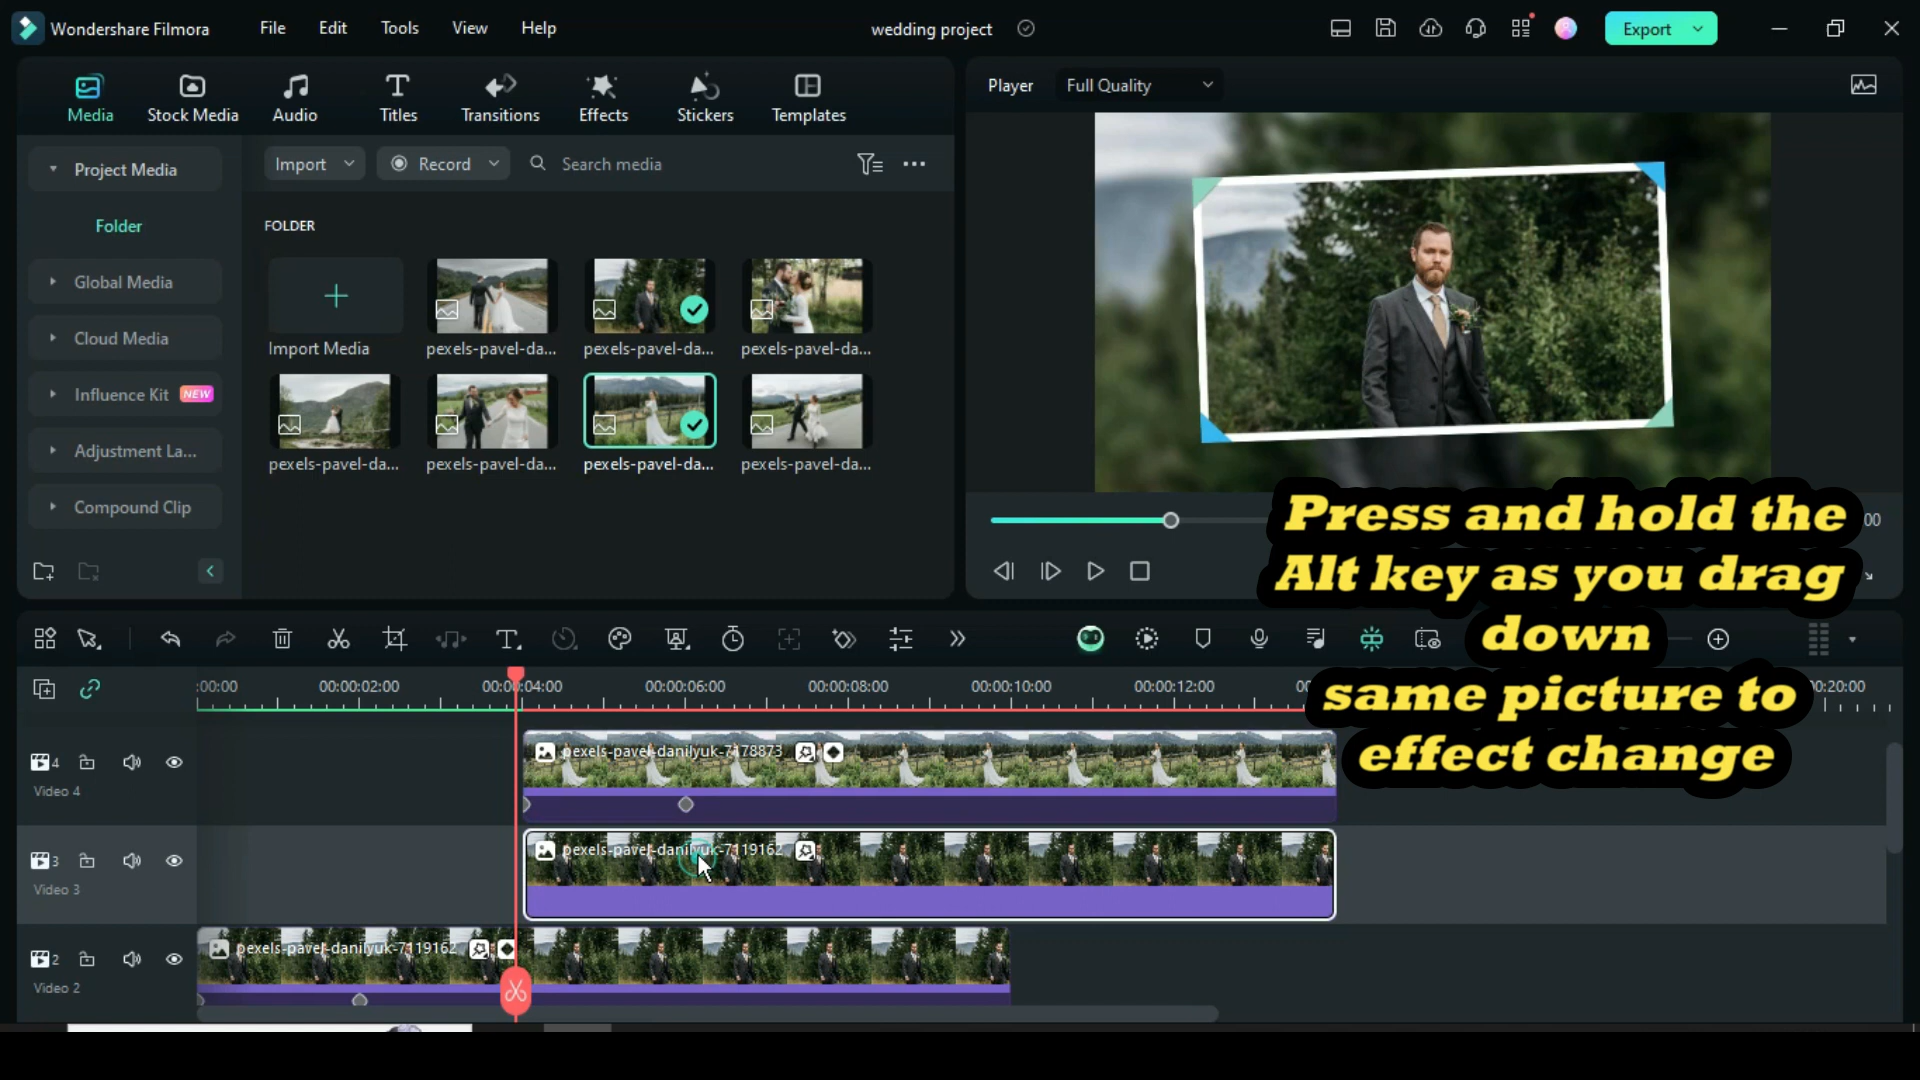 Wondershare Filmora
File
Edit
Tools
View
Help
wedding project
Export
Media
Stock Media
Audio
Titles
Transitions
Effects
Stickers
Templates
Player
Full Quality
Project Media
Import
Record
Search media
Folder
FOLDER
Global Media
Cloud Media
Import Media
pexels-pavel-da...
pexels-pavel-da...
pexels-pavel-da...
Influence Kit
NEW
Adjustment La...
pexels-pavel-da...
pexels-pavel-da...
pexels-pavel-da...
pexels-pavel-da...
Compound Clip
00
Press and hold the
Alt key as you drag
down
same picture to
effect change
:00:00
00:00:02:00
00:00:04:00
00:00:06:00
00:00:08:00
00:00:10:00
00:00:12:00
0:20:00
4
Video 4
pexels-pavel-danilyuk-7178873
3
Video 3
pexels-pavel-danilyuk-7119162
2
Video 2
pexels-pavel-danilyuk-7119162